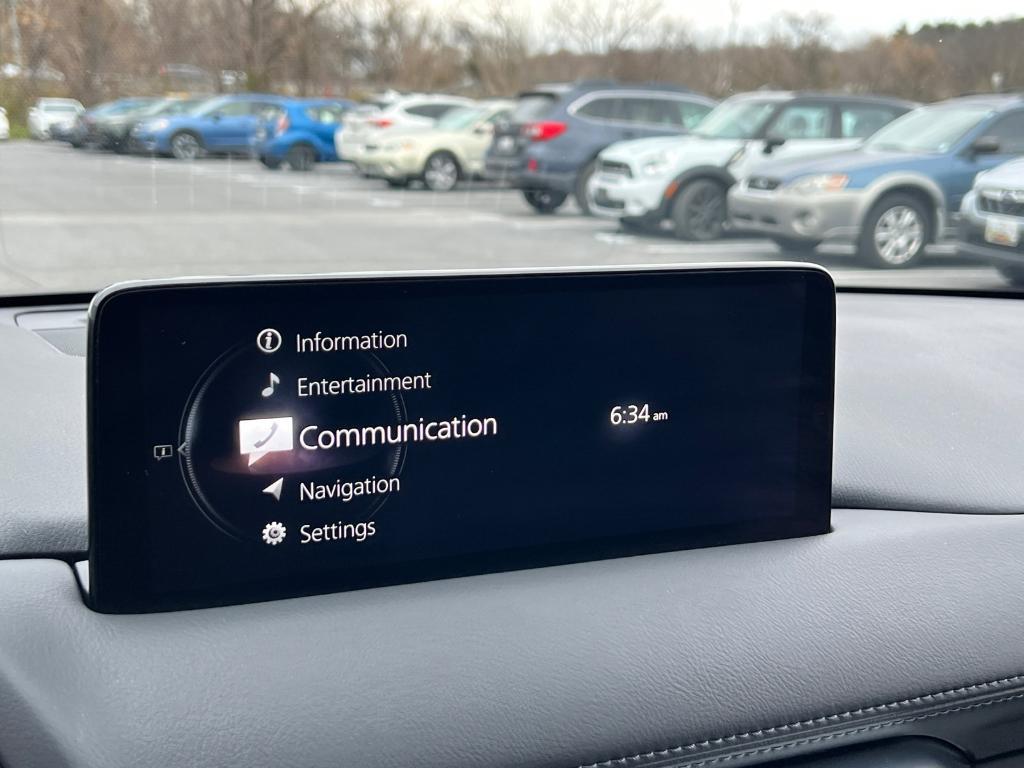 Information
Entertainment
Communication
6:34 am
Navigation
Settings